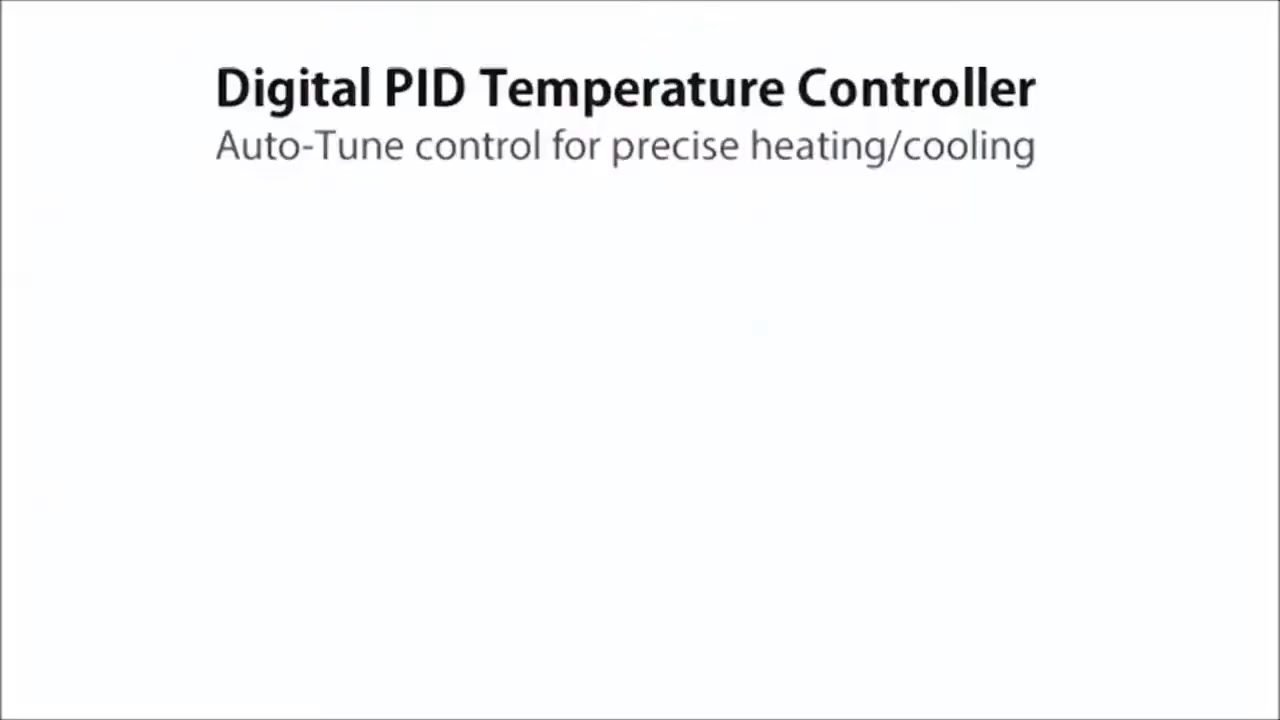 Digital PID Temperature Controller
Auto-Tune control for precise heating/cooling